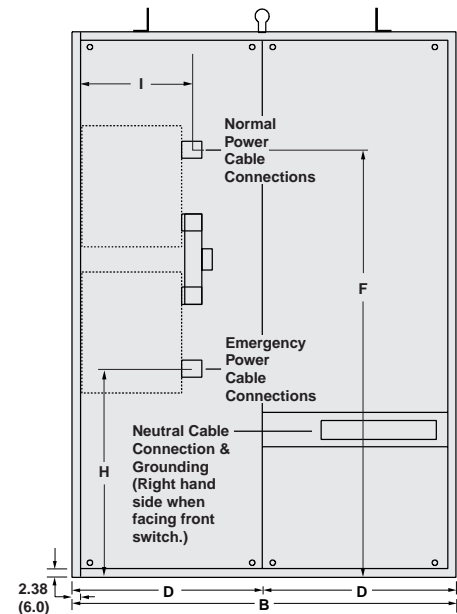 I
Normal
Power
Cable
Connections
F
Emergency
Power
Cable
Connections
Neutral Cable
Connection &
Grounding
(Right hand
side when
facing front
switch.)
H
2.38
(6.0)
D
D
B